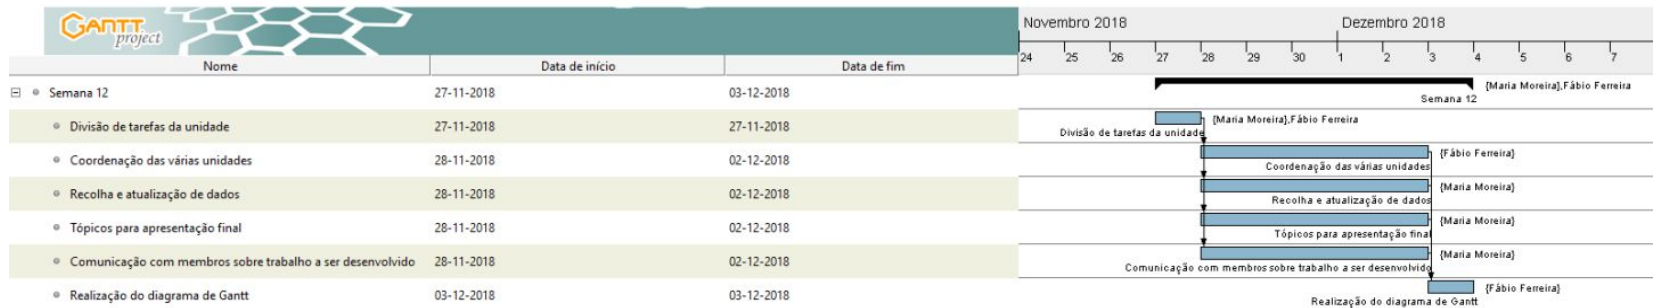 GANTT project
Novembro 2018 Dezembro 2018
24 25 26 27 28 29 30 1 2 3 4 5 6 7
Nome Data de início Data de fim
Semana 12 27-11-2018 03-12-2018 {Maria Moreira},Fábio Ferreira
Semana 12
Divisão de tarefas da unidade 27-11-2018 27-11-2018 {Maria Moreira},Fábio Ferreira
Divisão de tarefas da unidade
Coordenação das várias unidades 28-11-2018 02-12-2018 {Fábio Ferreira}
Coordenação das várias unidades
Recolha e atualização de dados 28-11-2018 02-12-2018 {Maria Moreira}
Recolha e atualização de dados
Tópicos para apresentação final 28-11-2018 02-12-2018 {Maria Moreira}
Tópicos para apresentação final
Comunicação com membros sobre trabalho a ser desenvolvido 28-11-2018 02-12-2018 {Maria Moreira}
Comunicação com membros sobre trabalho a ser desenvolvido
Realização do diagrama de Gantt 03-12-2018 03-12-2018 {Fábio Ferreira}
Realização do diagrama de Gantt